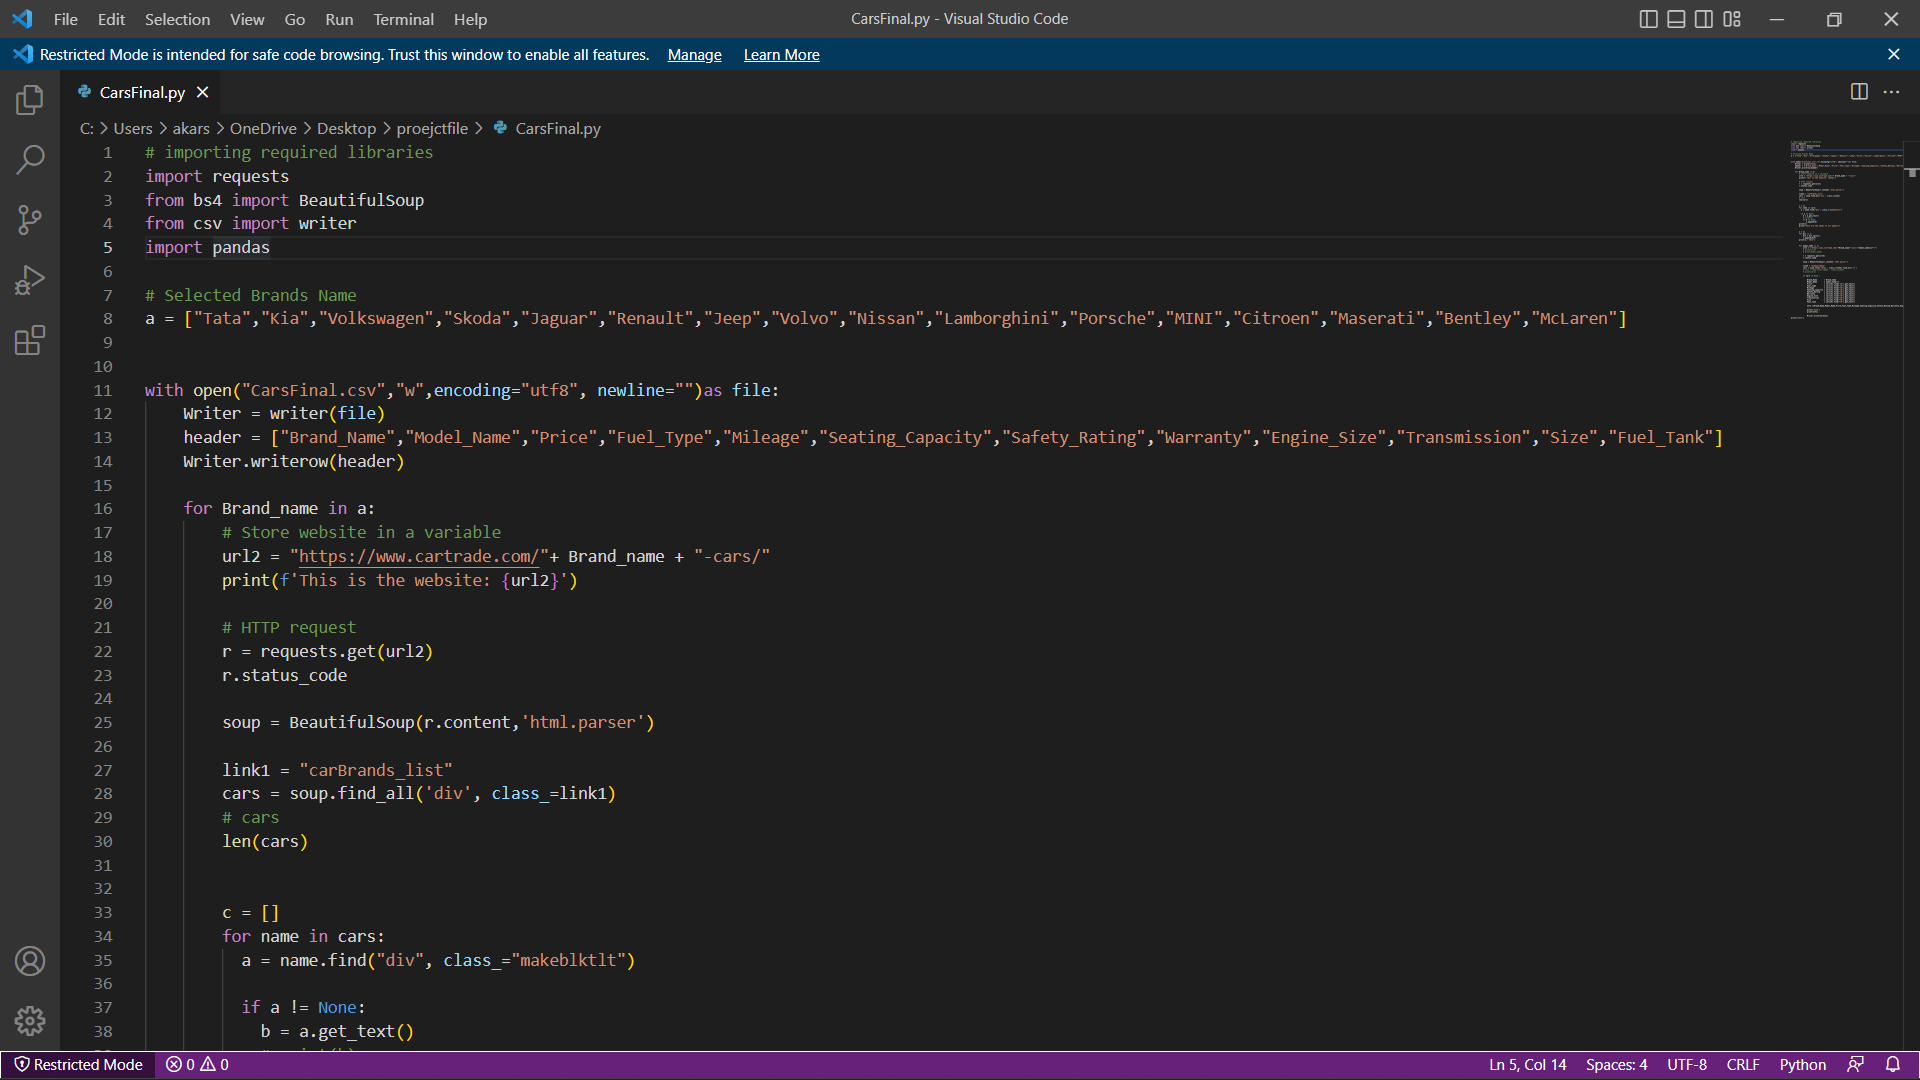 File Edit Selection View Go Run Terminal Help
CarsFinal.py - Visual Studio Code
Restricted Mode is intended for safe code browsing. Trust this window to enable all features. Manage Learn More
CarsFinal.py
C: > Users > akars > OneDrive > Desktop > proejctfile > CarsFinal.py
1 # importing required libraries
2 import requests
3 from bs4 import BeautifulSoup
4 from csv import writer
5 import pandas
6
7 # Selected Brands Name
8 a = ["Tata","Kia","Volkswagen","Skoda","Jaguar","Renault","Jeep","Volvo","Nissan","Lamborghini","Porsche","MINI","Citroen","Maserati","Bentley","McLaren"]
9
10
11 with open("CarsFinal.csv","w",encoding="utf8", newline="")as file:
12     Writer = writer(file)
13     header = ["Brand_Name","Model_Name","Price","Fuel_Type","Mileage","Seating_Capacity","Safety_Rating","Warranty","Engine_Size","Transmission","Size","Fuel_Tank"]
14     Writer.writerow(header)
15
16     for Brand_name in a:
17         # Store website in a variable
18         url2 = "https://www.cartrade.com/"+ Brand_name + "-cars/"
19         print(f'This is the website: {url2}')
20
21         # HTTP request
22         r = requests.get(url2)
23         r.status_code
24
25         soup = BeautifulSoup(r.content,'html.parser')
26
27         link1 = "carBrands_list"
28         cars = soup.find_all('div', class_=link1)
29         # cars
30         len(cars)
31
32
33         c = []
34         for name in cars:
35           a = name.find("div", class_="makeblktlt")
36
37           if a != None:
38             b = a.get_text()
Restricted Mode 0 0 Ln 5, Col 14 Spaces: 4 UTF-8 CRLF Python